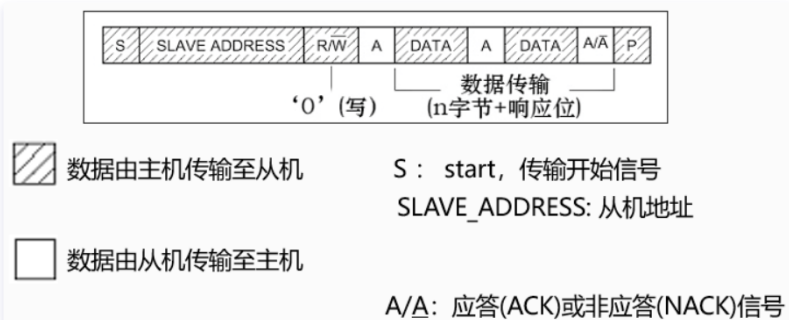 S SLAVE ADDRESS R/W̅ A DATA A DATA A/A̅ P
数据传输
‘0’(写) (n字节+响应位)
数据由主机传输至从机 S： start，传输开始信号
SLAVE_ADDRESS: 从机地址
数据由从机传输至主机
A/A̲：应答(ACK)或非应答(NACK)信号